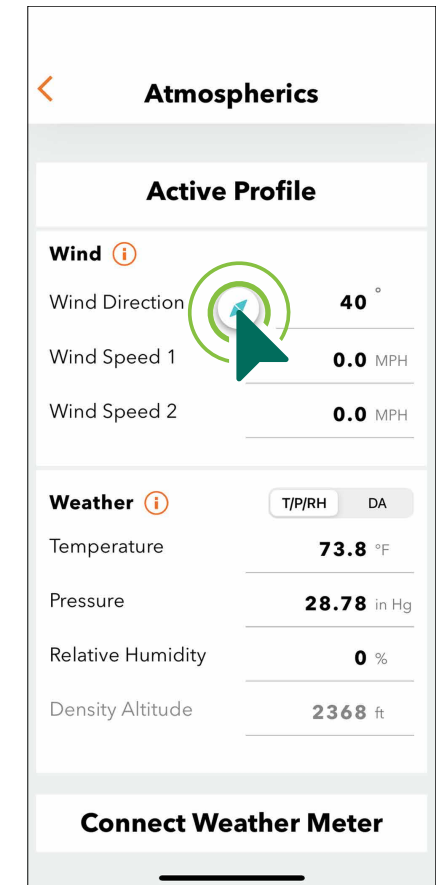 Atmospherics
Active Profile
Wind i
Wind Direction 40 °
Wind Speed 1 0.0 MPH
Wind Speed 2 0.0 MPH
Weather i T/P/RH DA
Temperature 73.8 °F
Pressure 28.78 in Hg
Relative Humidity 0 %
Density Altitude 2368 ft
Connect Weather Meter